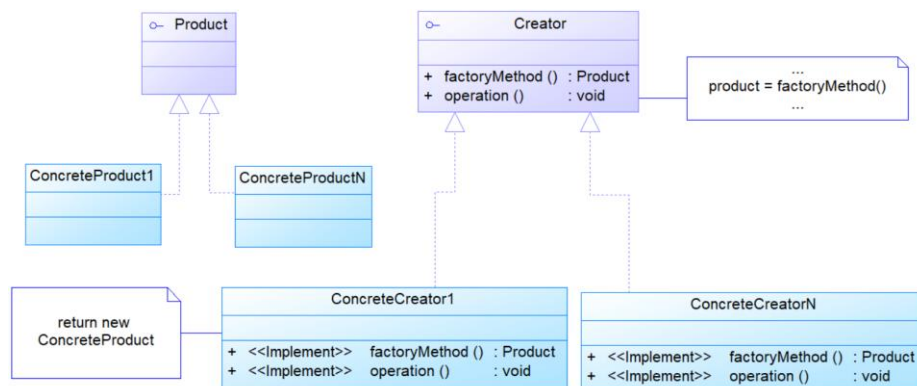 Product
Creator
+ factoryMethod () : Product
+ operation () : void
...
product = factoryMethod()
...
ConcreteProduct1
ConcreteProductN
return new
ConcreteProduct
ConcreteCreator1
+ <<Implement>> factoryMethod () : Product
+ <<Implement>> operation () : void
ConcreteCreatorN
+ <<Implement>> factoryMethod () : Product
+ <<Implement>> operation () : void